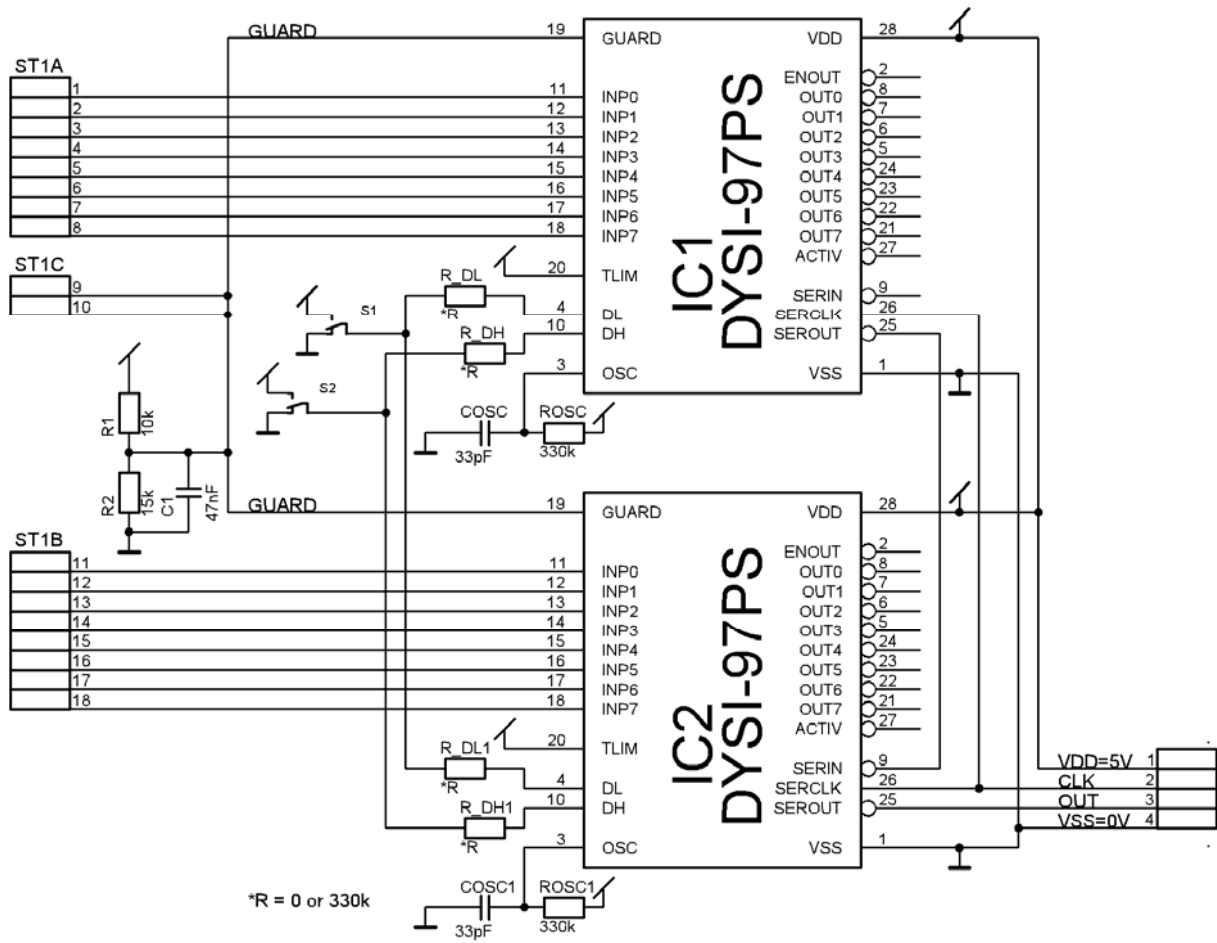 GUARD 19 GUARD VDD 28
ST1A
ENOUT 2
1 11 INP0 OUT0 8
2 12 INP1 OUT1 7
3 13 INP2 OUT2 6
4 14 INP3 OUT3 5
5 15 INP4 OUT4 24
6 16 INP5 OUT5 23
7 17 INP6 OUT6 22
8 18 INP7 OUT7 21
ACTIV 27
IC1
DYSI-97PS
ST1C
9
10
20 TLIM
R_DL
*R
4 DL
R_DH
*R
10 DH
3 OSC
SERIN 9
SERCLK 26
SEROUT 25
VSS 1
S1
S2
COSC
33pF
ROSC
330k
R1
10k
R2
15k
C1
47nF
GUARD 19 GUARD VDD 28
ST1B
ENOUT 2
11 11 INP0 OUT0 8
12 12 INP1 OUT1 7
13 13 INP2 OUT2 6
14 14 INP3 OUT3 5
15 15 INP4 OUT4 24
16 16 INP5 OUT5 23
17 17 INP6 OUT6 22
18 18 INP7 OUT7 21
ACTIV 27
IC2
DYSI-97PS
20 TLIM
R_DL1
*R
4 DL
R_DH1
*R
10 DH
3 OSC
SERIN 9
SERCLK 26
SEROUT 25
VSS 1
VDD=5V 1
CLK 2
OUT 3
VSS=0V 4
COSC1
33pF
ROSC1
330k
*R = 0 or 330k